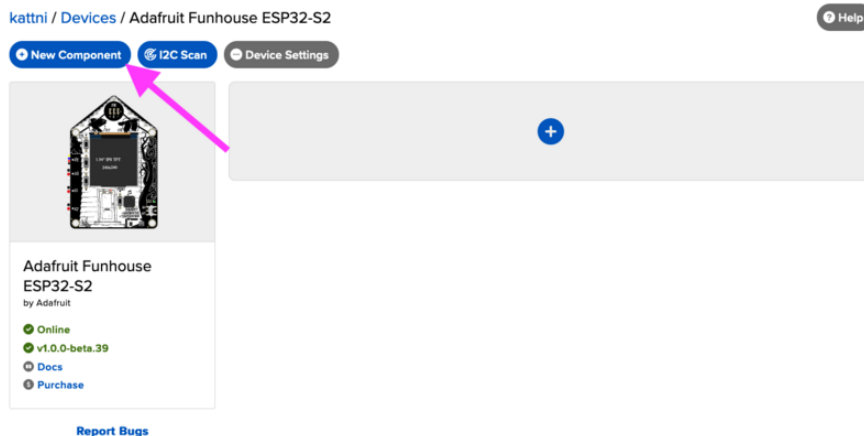 kattni / Devices / Adafruit Funhouse ESP32-S2
Help
New Component
I2C Scan
Device Settings
Adafruit Funhouse
ESP32-S2
by Adafruit
Online
v1.0.0-beta.39
Docs
Purchase
Report Bugs